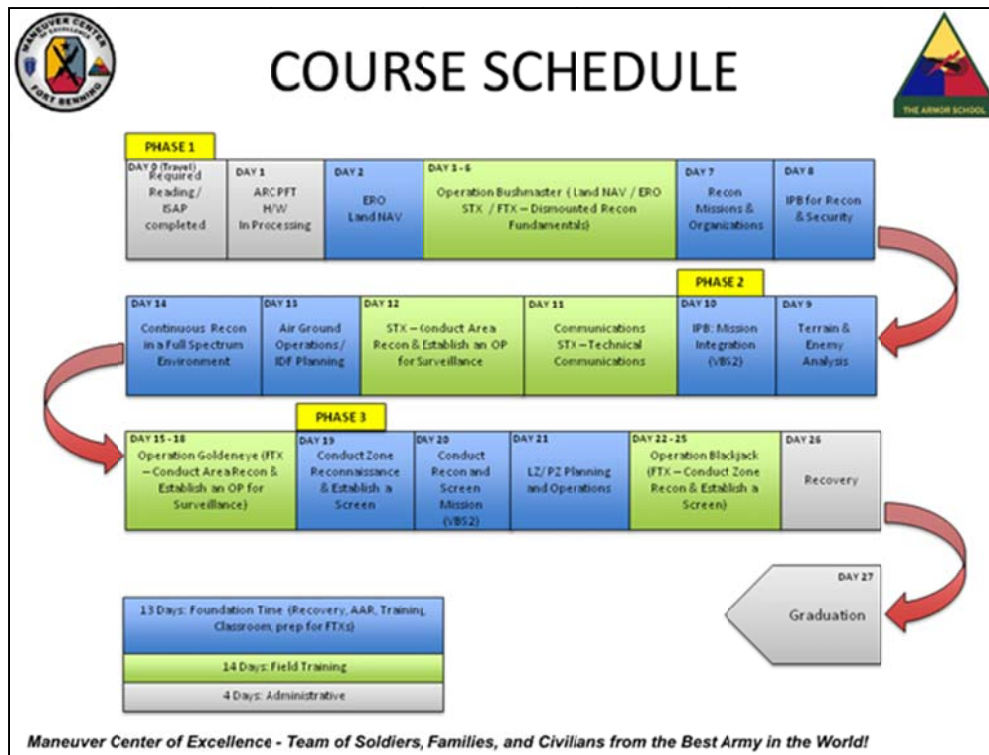 MANEUVER CENTER
OF EXCELLENCE
FORT BENNING
COURSE SCHEDULE
THE ARMOR SCHOOL
PHASE 1
DAY 0 (Travel)
Required
Reading /
ISAP
completed
DAY 1
ARC PFT
H/W
In Processing
DAY 2
ERO
Land NAV
DAY 3 - 6
Operation Bushmaster (Land NAV / ERO
STX / FTX – Dismounted Recon
Fundamentals)
DAY 7
Recon
Missions &
Organizations
DAY 8
IPB for Recon
& Security
PHASE 2
DAY 14
Continuous Recon
in a Full Spectrum
Environment
DAY 13
Air Ground
Operations/
IDF Planning
DAY 12
STX – Conduct Area
Recon & Establish an OP
for Surveillance
DAY 11
Communications
STX – Technical
Communications
DAY 10
IPB: Mission
Integration
(VBS2)
DAY 9
Terrain &
Enemy
Analysis
PHASE 3
DAY 15 - 18
Operation Goldeneye (FTX
– Conduct Area Recon &
Establish an OP for
Surveillance)
DAY 19
Conduct Zone
Reconnaissance
& Establish a
Screen
DAY 20
Conduct
Recon and
Screen
Mission
(VBS2)
DAY 21
LZ/ PZ Planning
and Operations
DAY 22 - 25
Operation Blackjack
(FTX – Conduct Zone
Recon & Establish a
Screen)
DAY 26
Recovery
DAY 27
Graduation
13 Days: Foundation Time (Recovery, AAR, Training,
Classroom, prep for FTXs)
14 Days: Field Training
4 Days: Administrative
Maneuver Center of Excellence - Team of Soldiers, Families, and Civilians from the Best Army in the World!